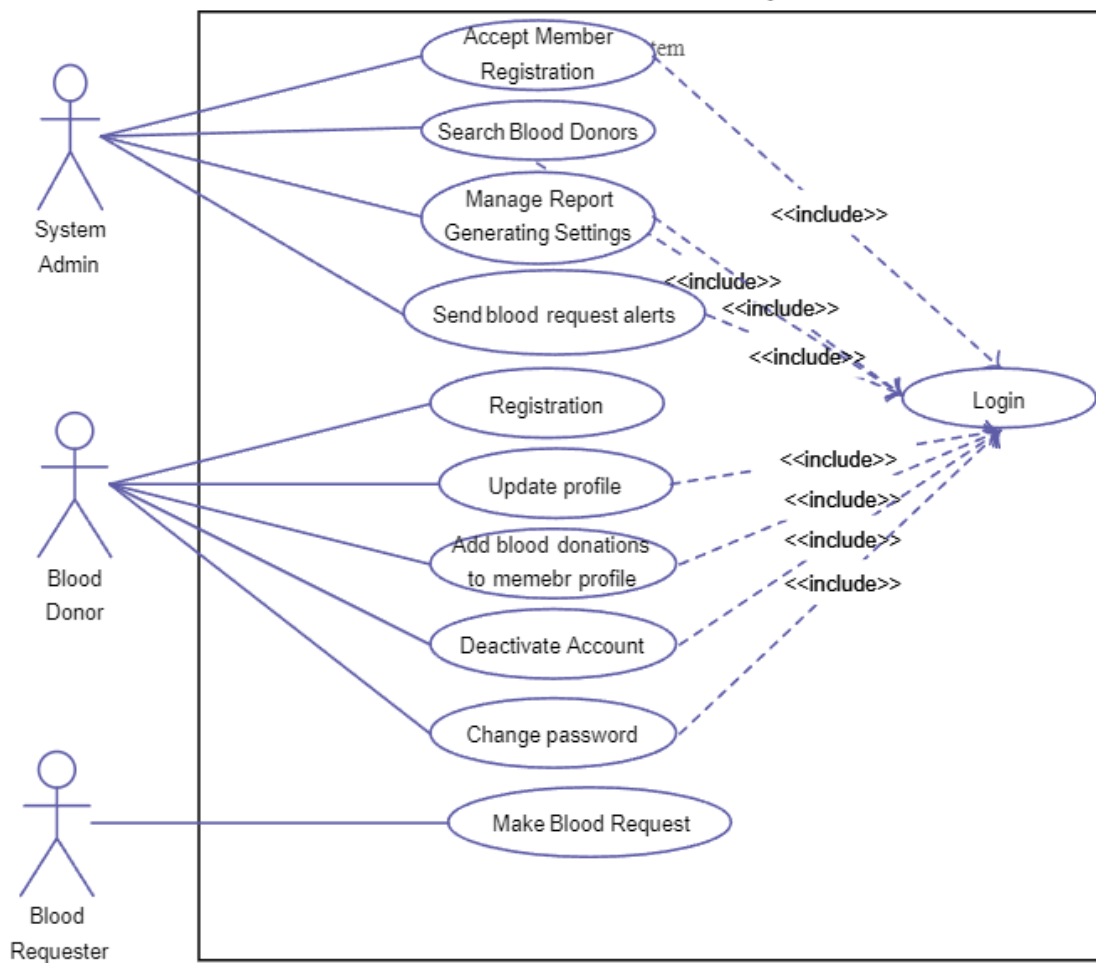 tem
Accept Member
Registration
Search Blood Donors
Manage Report
Generating Settings
Send blood request alerts
System
Admin
<<include>>
<<include>>
<<include>>
<<include>>
Login
Registration
Update profile
Add blood donations
to memebr profile
Deactivate Account
Change password
Blood
Donor
<<include>>
<<include>>
<<include>>
<<include>>
Make Blood Request
Blood
Requester